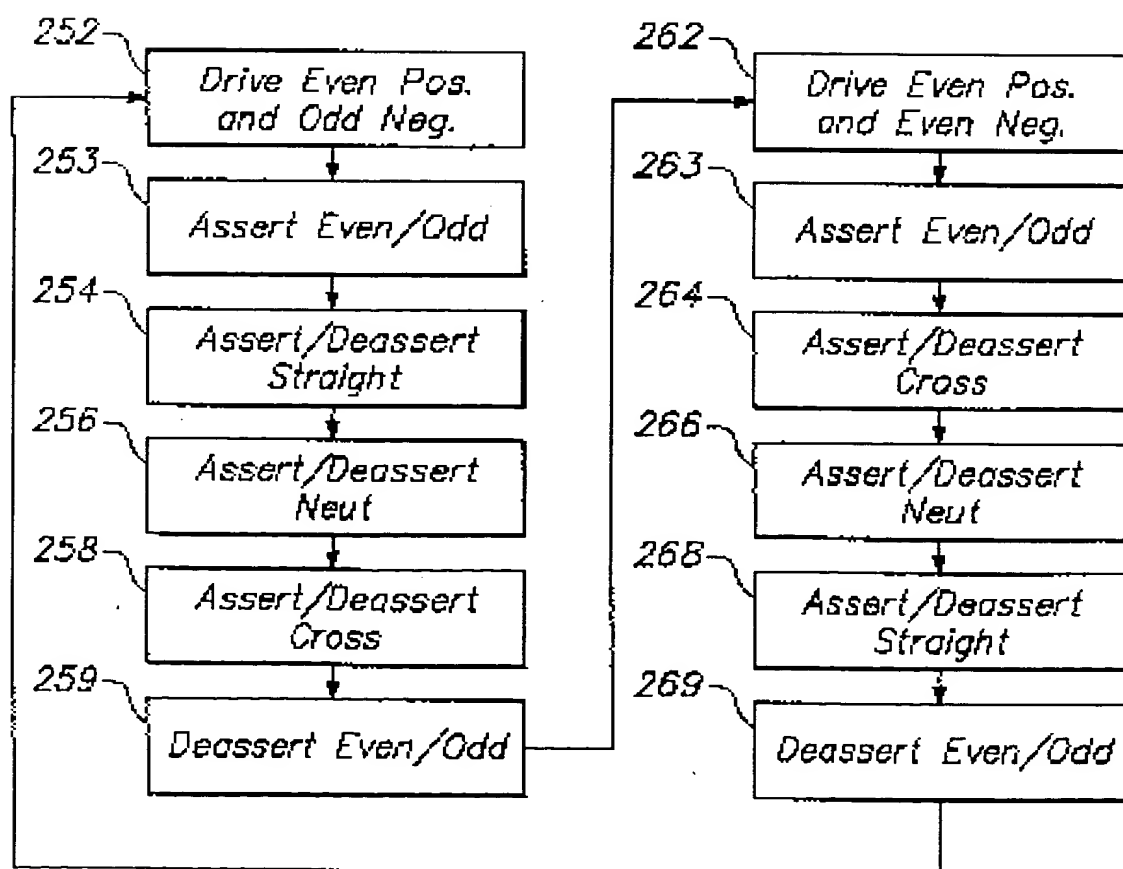 252
Drive Even Pos.
and Odd Neg.
253
Assert Even/Odd
254
Assert/Deassert
Straight
256
Assert/Deassert
Neut
258
Assert/Deassert
Cross
259
Deassert Even/Odd
262
Drive Even Pos.
and Even Neg.
263
Assert Even/Odd
264
Assert/Deassert
Cross
266
Assert/Deassert
Neut
268
Assert/Deassert
Straight
269
Deassert Even/Odd